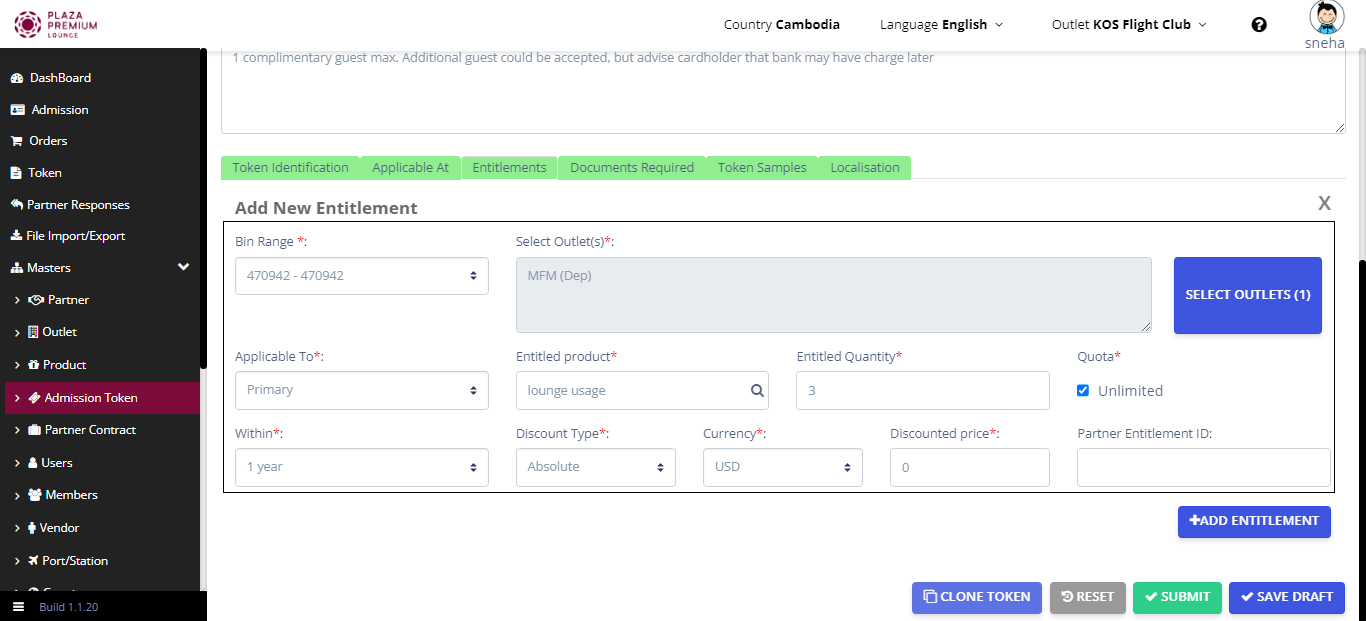 PLAZA
PREMIUM
LOUNGE
Country Cambodia
Language English
Outlet KOS Flight Club
sneha
DashBoard
Admission
Orders
Token
Partner Responses
File Import/Export
Masters
Partner
Outlet
Product
Admission Token
Partner Contract
Users
Members
Vendor
Port/Station
Build 1.1.20
1 complimentary guest max. Additional guest could be accepted, but advise cardholder that bank may have charge later
Token Identification
Applicable At
Entitlements
Documents Required
Token Samples
Localisation
Add New Entitlement
X
Bin Range *:
Select Outlet(s)*:
470942 - 470942
MFM (Dep)
SELECT OUTLETS (1)
Applicable To*:
Entitled product*
Entitled Quantity*
Quota*
Primary
lounge usage
3
Unlimited
Within*:
Discount Type*:
Currency*:
Discounted price*:
Partner Entitlement ID:
1 year
Absolute
USD
0
+ADD ENTITLEMENT
CLONE TOKEN
RESET
SUBMIT
SAVE DRAFT